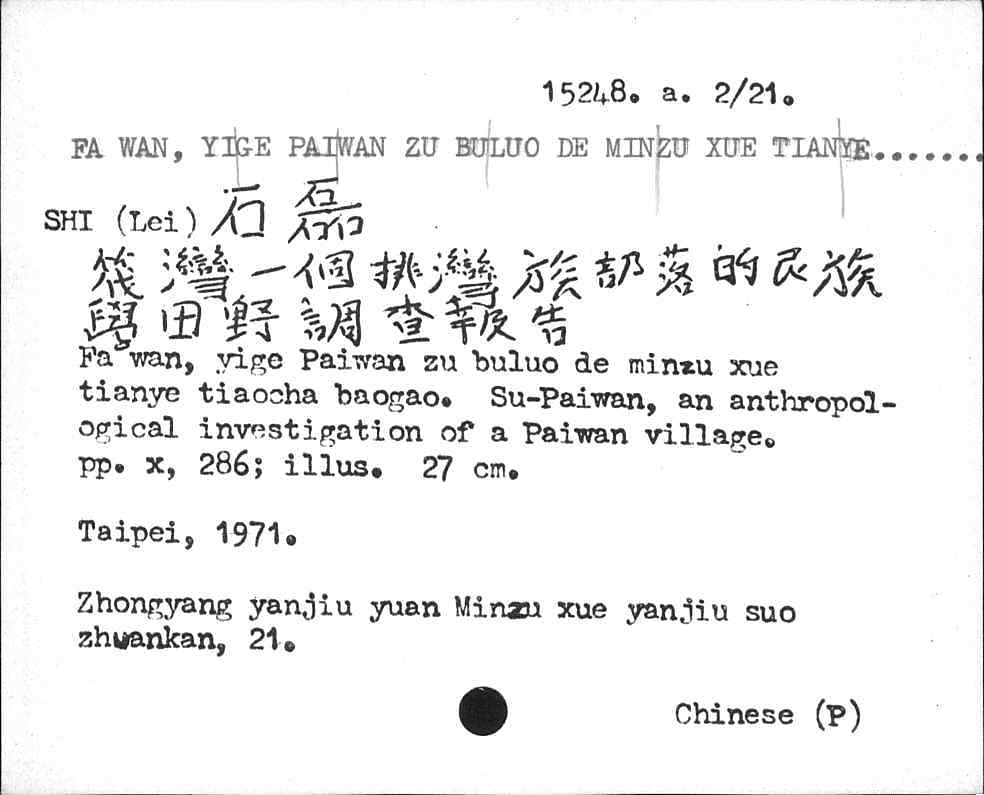 15248. a. 2/21.
FA WAN, YIGE PAIWAN ZU BULUO DE MINZU XUE TIANYE........
SHI (Lei) 石磊
筏灣一個排灣族部落的民族
學田野調查報告
Fa wan, yige Paiwan zu buluo de minzu xue
tianye tiaocha baogao. Su-Paiwan, an anthropol-
ogical investigation of a Paiwan village.
pp. x, 286; illus. 27 cm.
Taipei, 1971.
Zhongyang yanjiu yuan Minzu xue yanjiu suo
zhuankan, 21.
Chinese (P)